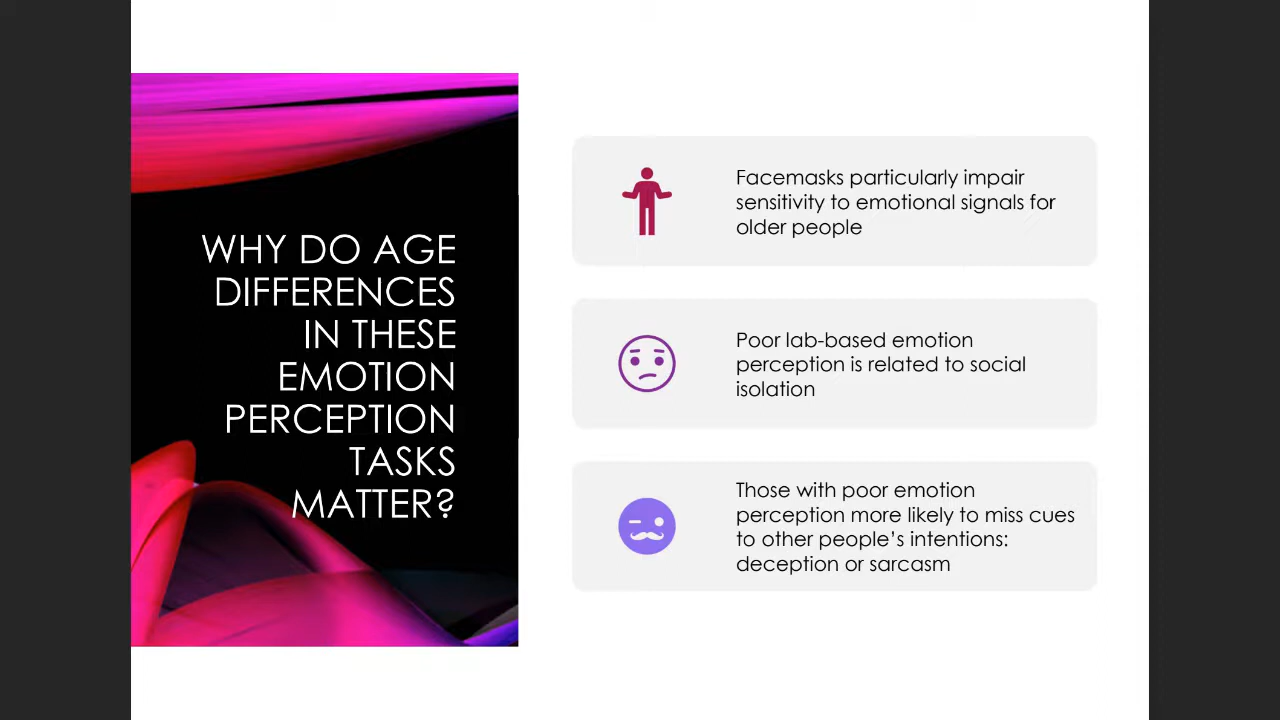 WHY DO AGE
DIFFERENCES
IN THESE
EMOTION
PERCEPTION
TASKS
MATTER?
Facemasks particularly impair
sensitivity to emotional signals for
older people
Poor lab-based emotion
perception is related to social
isolation
Those with poor emotion
perception more likely to miss cues
to other people’s intentions:
deception or sarcasm